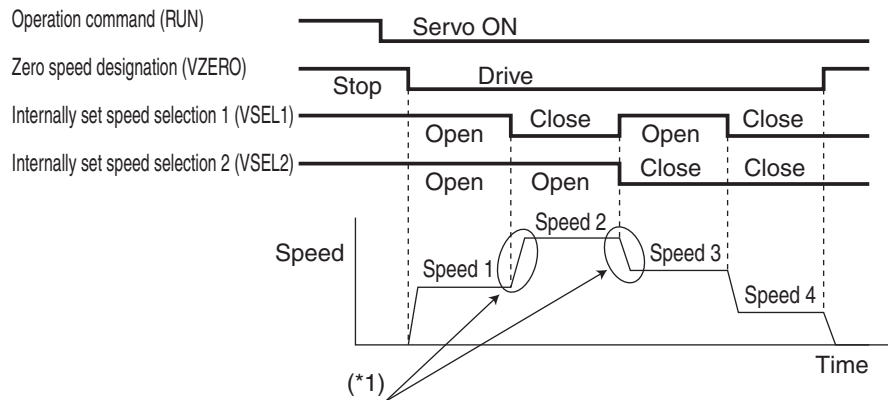 Operation command (RUN)
Servo ON
Zero speed designation (VZERO)
Stop
Drive
Internally set speed selection 1 (VSEL1)
Open
Close
Open
Close
Internally set speed selection 2 (VSEL2)
Open
Open
Close
Close
Speed
Speed 1
Speed 2
Speed 3
Speed 4
Time
(*1)